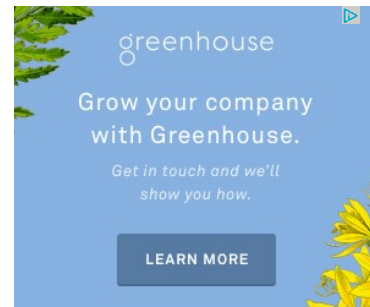 greenhouse
Grow your company
with Greenhouse.
Get in touch and we'll
show you how.
LEARN MORE